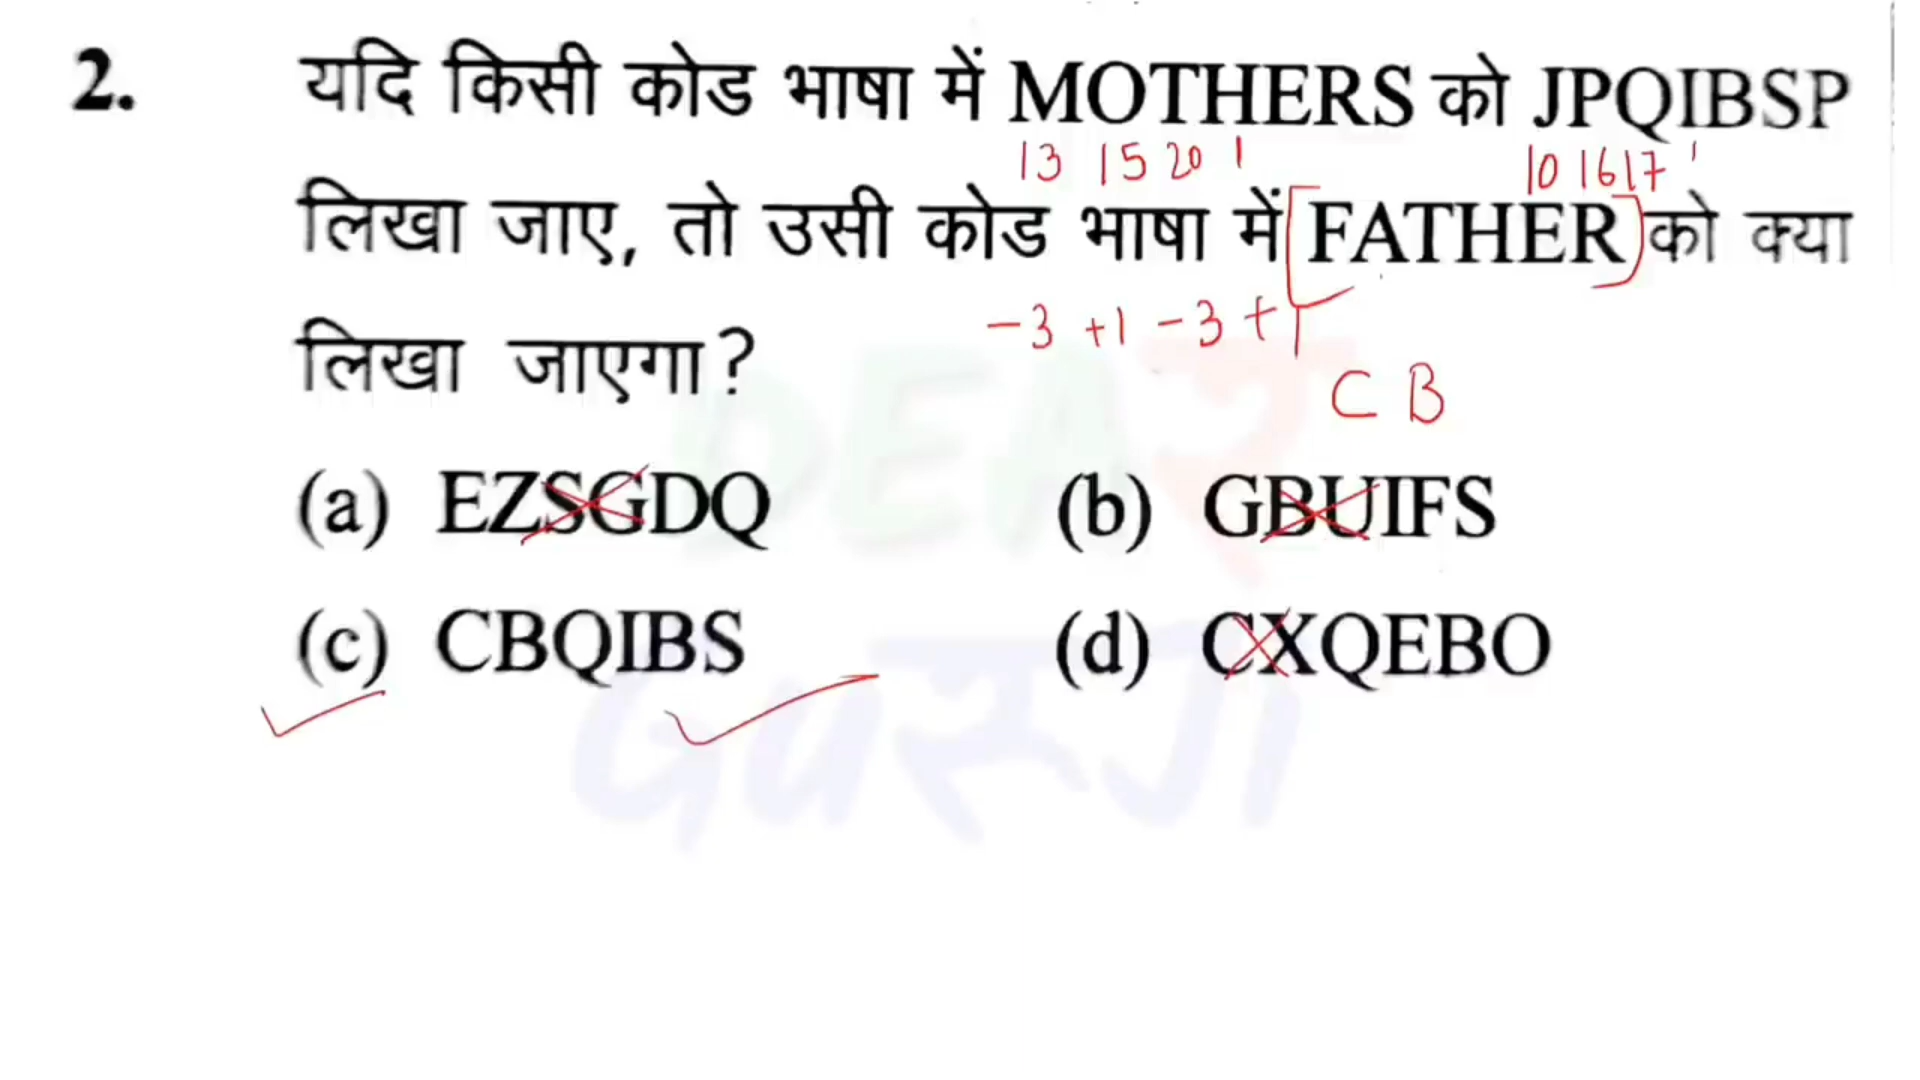 2. यदि किसी कोड भाषा में MOTHERS को JPQIBSP
13 15 20 1 10 16 17 '
लिखा जाए, तो उसी कोड भाषा में FATHER को क्या
-3 +1 -3 +1
लिखा जाएगा?
C B
(a) EZSGDQ (b) GBUIFS
(c) CBQIBS (d) CXQEBO